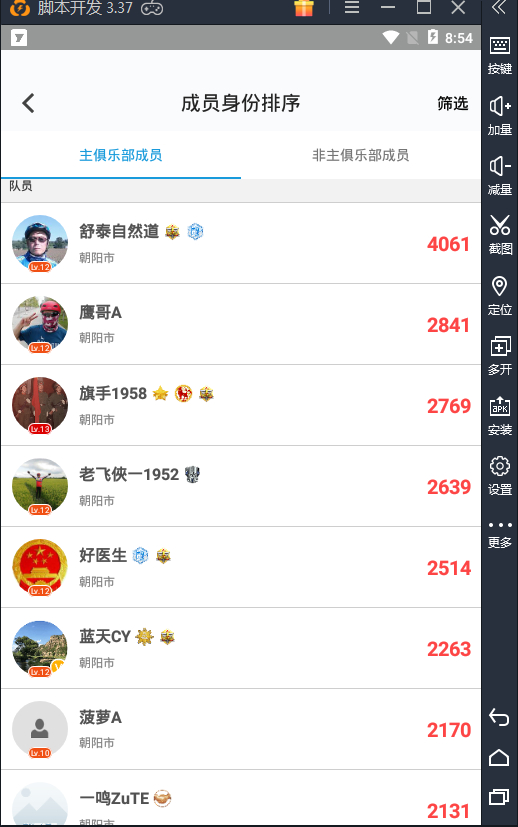 脚本开发 3.37
8:54
成员身份排序
筛选
主俱乐部成员
非主俱乐部成员
队员
舒泰自然道
朝阳市
4061
Lv.12
鹰哥A
朝阳市
2841
Lv.12
旗手1958
朝阳市
2769
Lv.13
老飞侠一1952
朝阳市
2639
Lv.12
好医生
朝阳市
2514
Lv.12
蓝天CY
朝阳市
2263
Lv.12
菠萝A
朝阳市
2170
Lv.10
一鸣ZuTE
朝阳市
2131
按键
加量
减量
截图
定位
多开
APK
安装
设置
更多